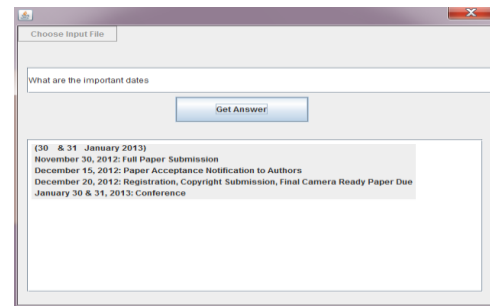 Choose Input File
What are the important dates
Get Answer
(30 & 31 January 2013)
November 30, 2012: Full Paper Submission
December 15, 2012: Paper Acceptance Notification to Authors
December 20, 2012: Registration, Copyright Submission, Final Camera Ready Paper Due
January 30 & 31, 2013: Conference